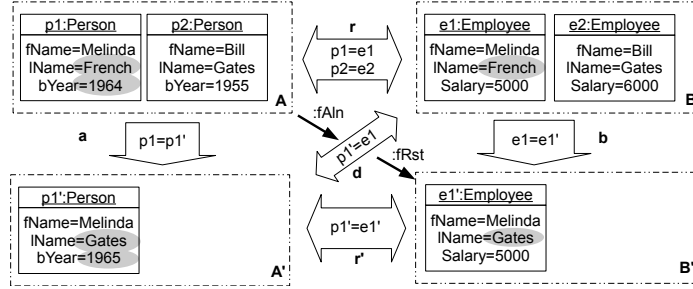 p1:Person
fName=Melinda
lName=French
bYear=1964
p2:Person
fName=Bill
lName=Gates
bYear=1955
A
r
p1=e1
p2=e2
e1:Employee
fName=Melinda
lName=French
Salary=5000
e2:Employee
fName=Bill
lName=Gates
Salary=6000
B
:fAln
a
p1=p1'
p1'=e1
d
:fRst
e1=e1'
b
p1':Person
fName=Melinda
lName=Gates
bYear=1965
A'
p1'=e1'
r'
e1':Employee
fName=Melinda
lName=Gates
Salary=5000
B'